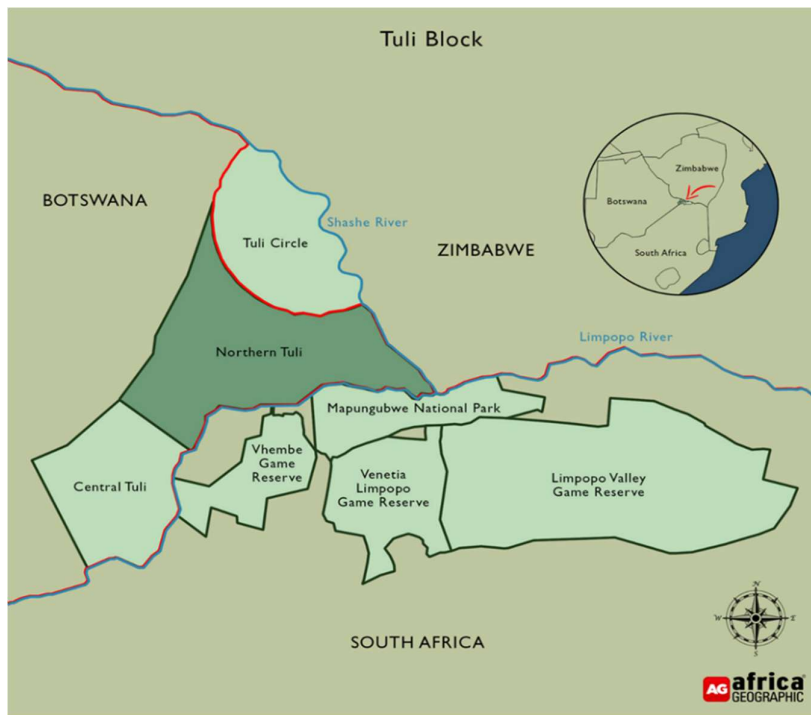 Tuli Block
BOTSWANA
Tuli Circle
Shashe River
ZIMBABWE
Zimbabwe
Botswana
South Africa
Northern Tuli
Limpopo River
Mapungubwe National Park
Central Tuli
Vhembe
Game
Reserve
Venetia
Limpopo
Game Reserve
Limpopo Valley
Game Reserve
SOUTH AFRICA
N
W
E
S
AG africa
GEOGRAPHIC